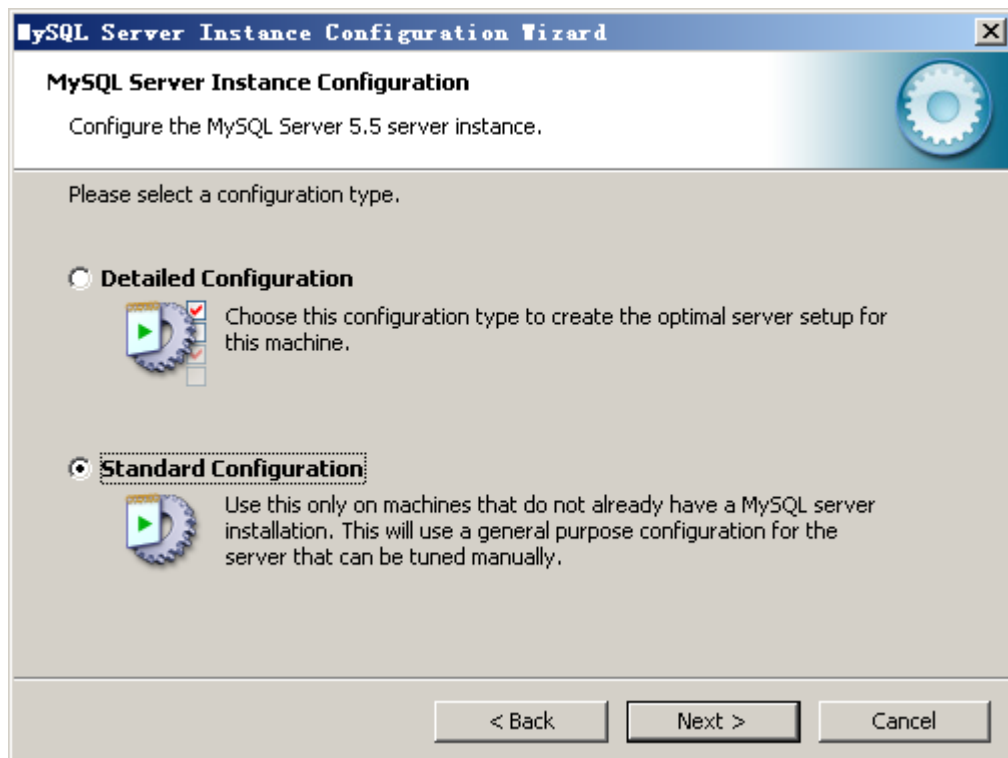 MySQL Server Instance Configuration Wizard
MySQL Server Instance Configuration
Configure the MySQL Server 5.5 server instance.
Please select a configuration type.
Detailed Configuration
Choose this configuration type to create the optimal server setup for
this machine.
Standard Configuration
Use this only on machines that do not already have a MySQL server
installation. This will use a general purpose configuration for the
server that can be tuned manually.
< Back
Next >
Cancel